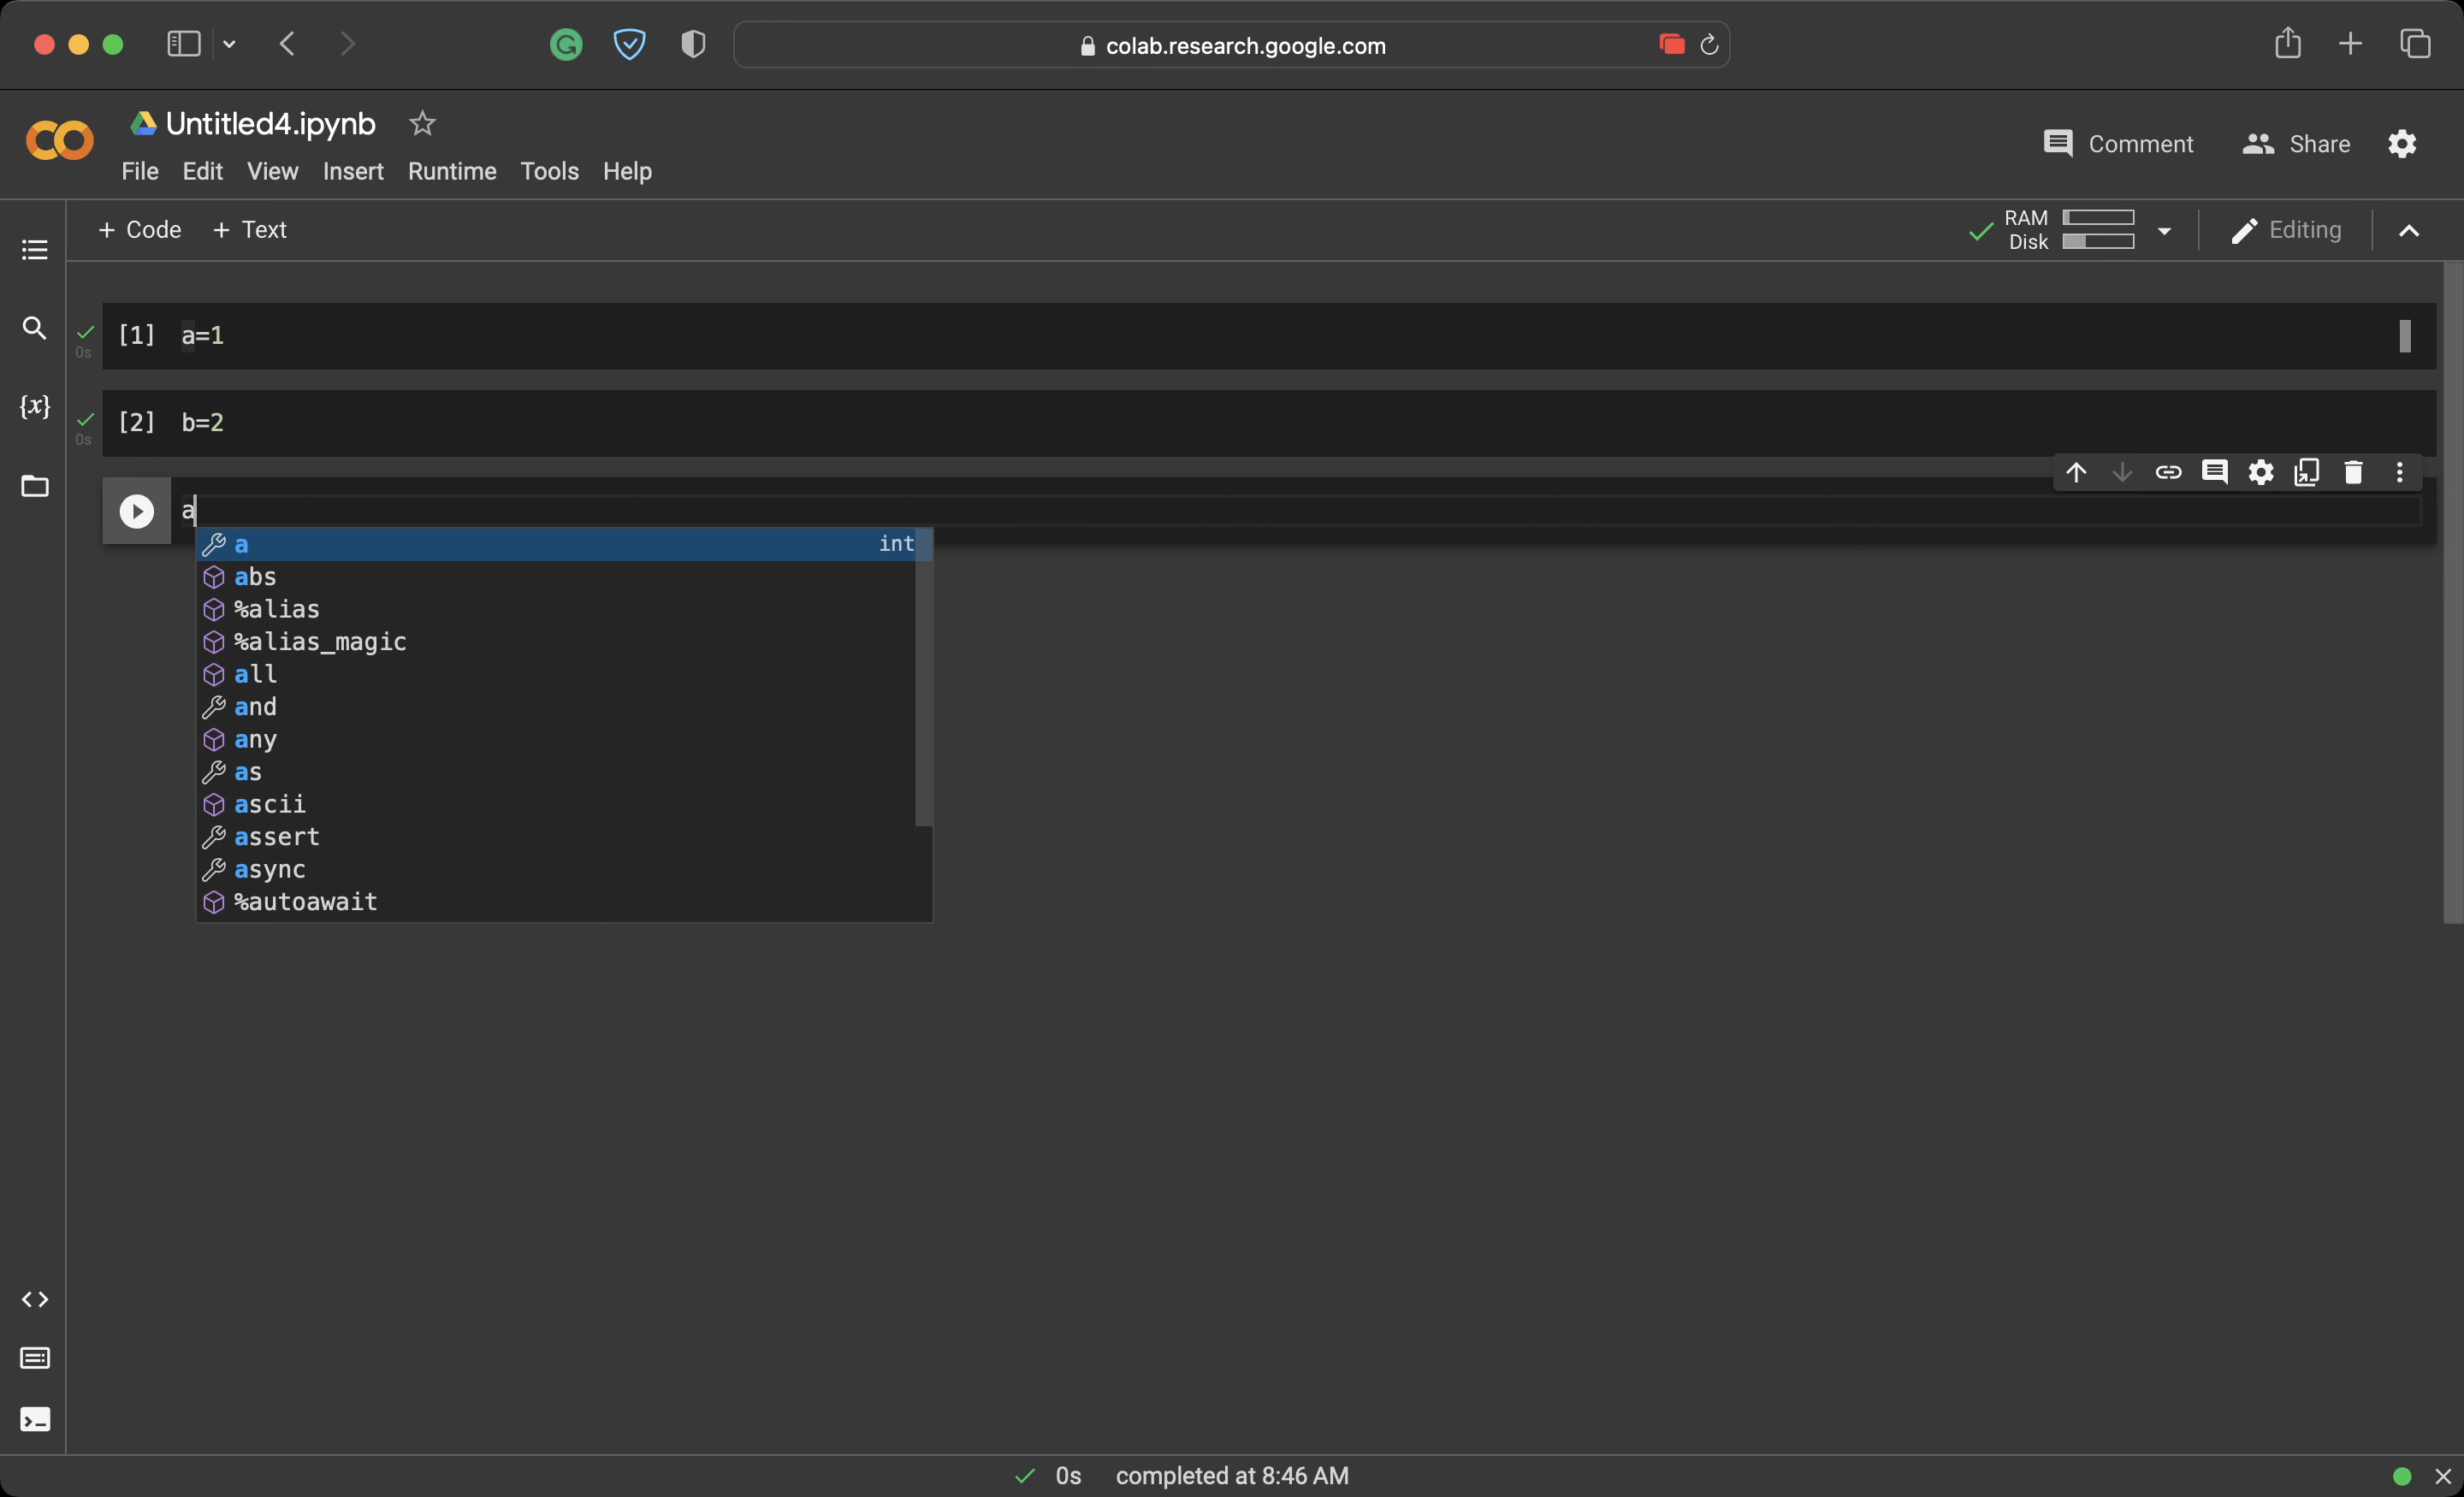 colab.research.google.com
Untitled4.ipynb
File Edit View Insert Runtime Tools Help
Comment Share
+ Code + Text
RAM
Disk
Editing
[1] a=1
0s
[2] b=2
0s
{x}
a
a int
abs
%alias
%alias_magic
all
and
any
as
ascii
assert
async
%autoawait
0s completed at 8:46 AM